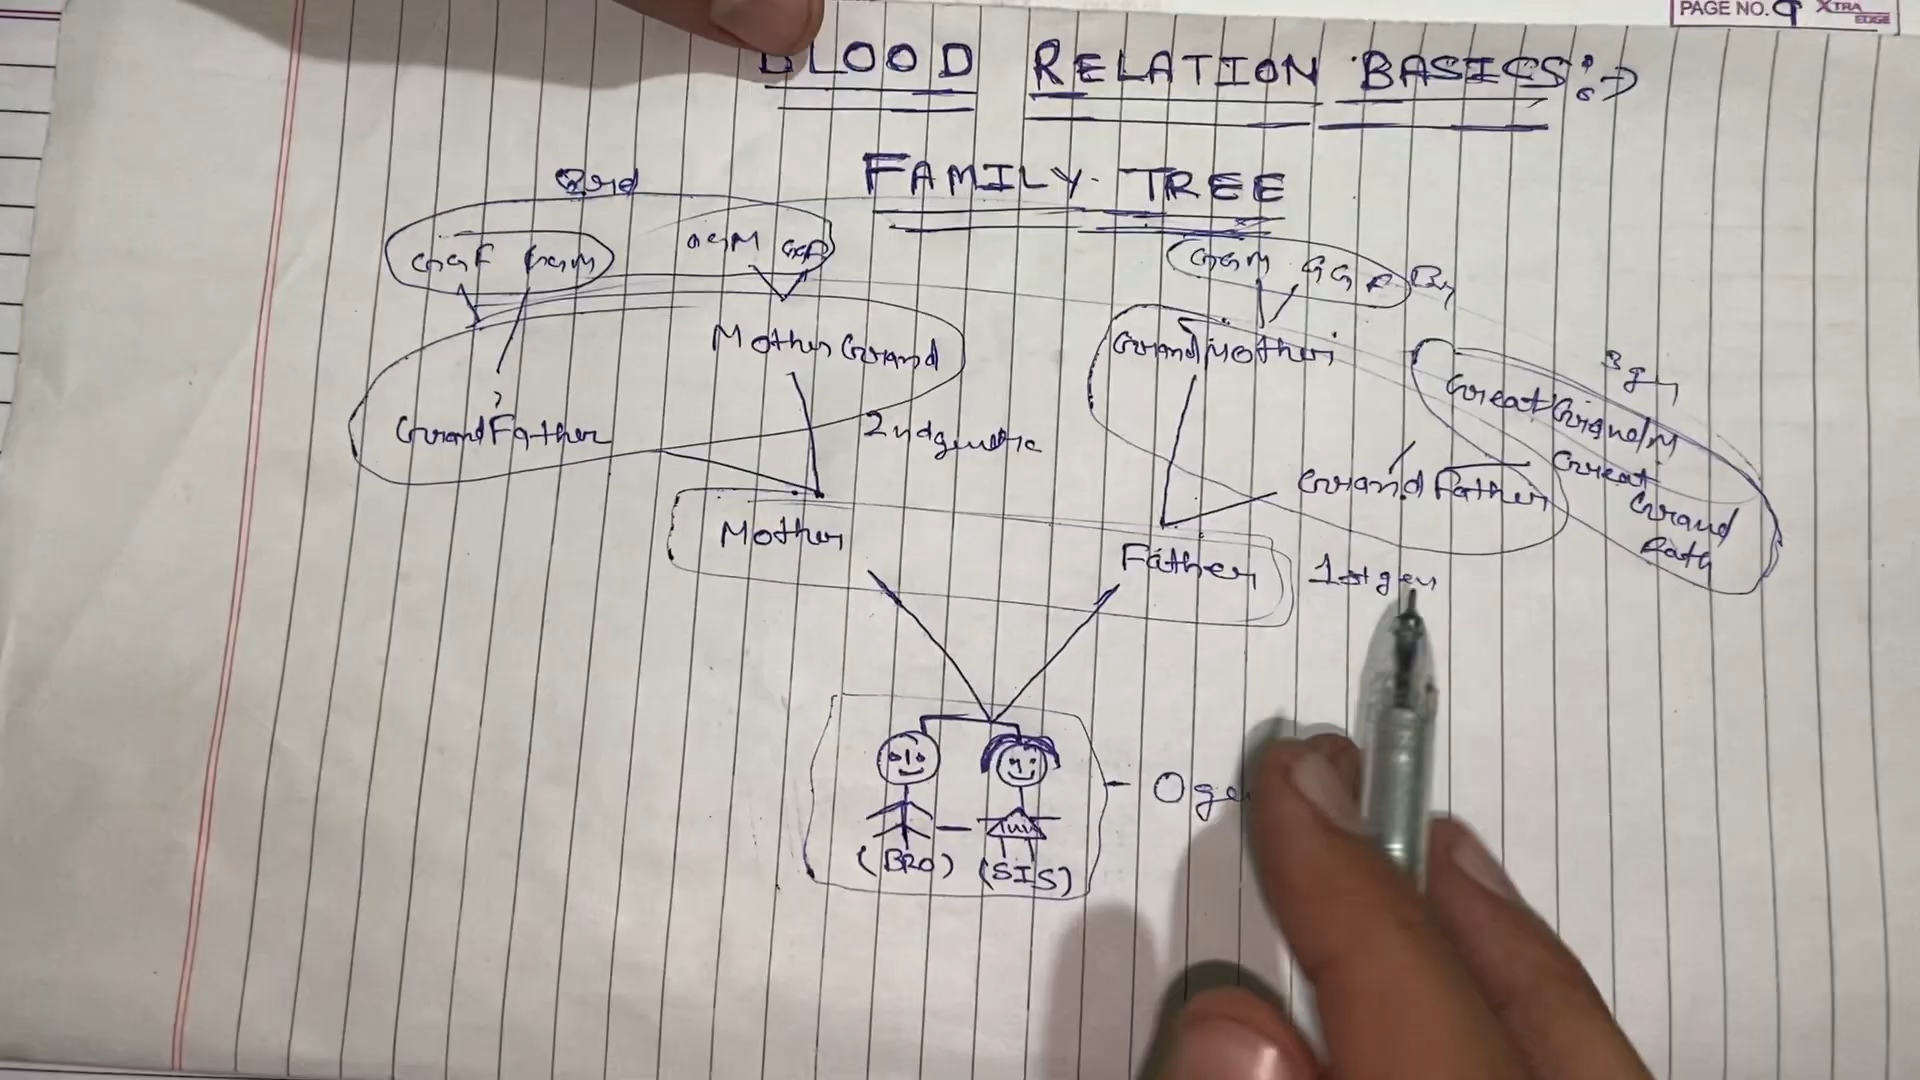 PAGE NO. 9 XTRA EDGE
BLOOD RELATION BASICS :→
FAMILY TREE
3rd
GGF GGM
GGM GGF
GGM GGF
Mother Grand
Grand Mother
3 gen
Great Grand M
Grand Father
2nd
Great
Grand
Fath
Grand Father
Mother
Father
1st gen
0 ge
(BRO) (SIS)